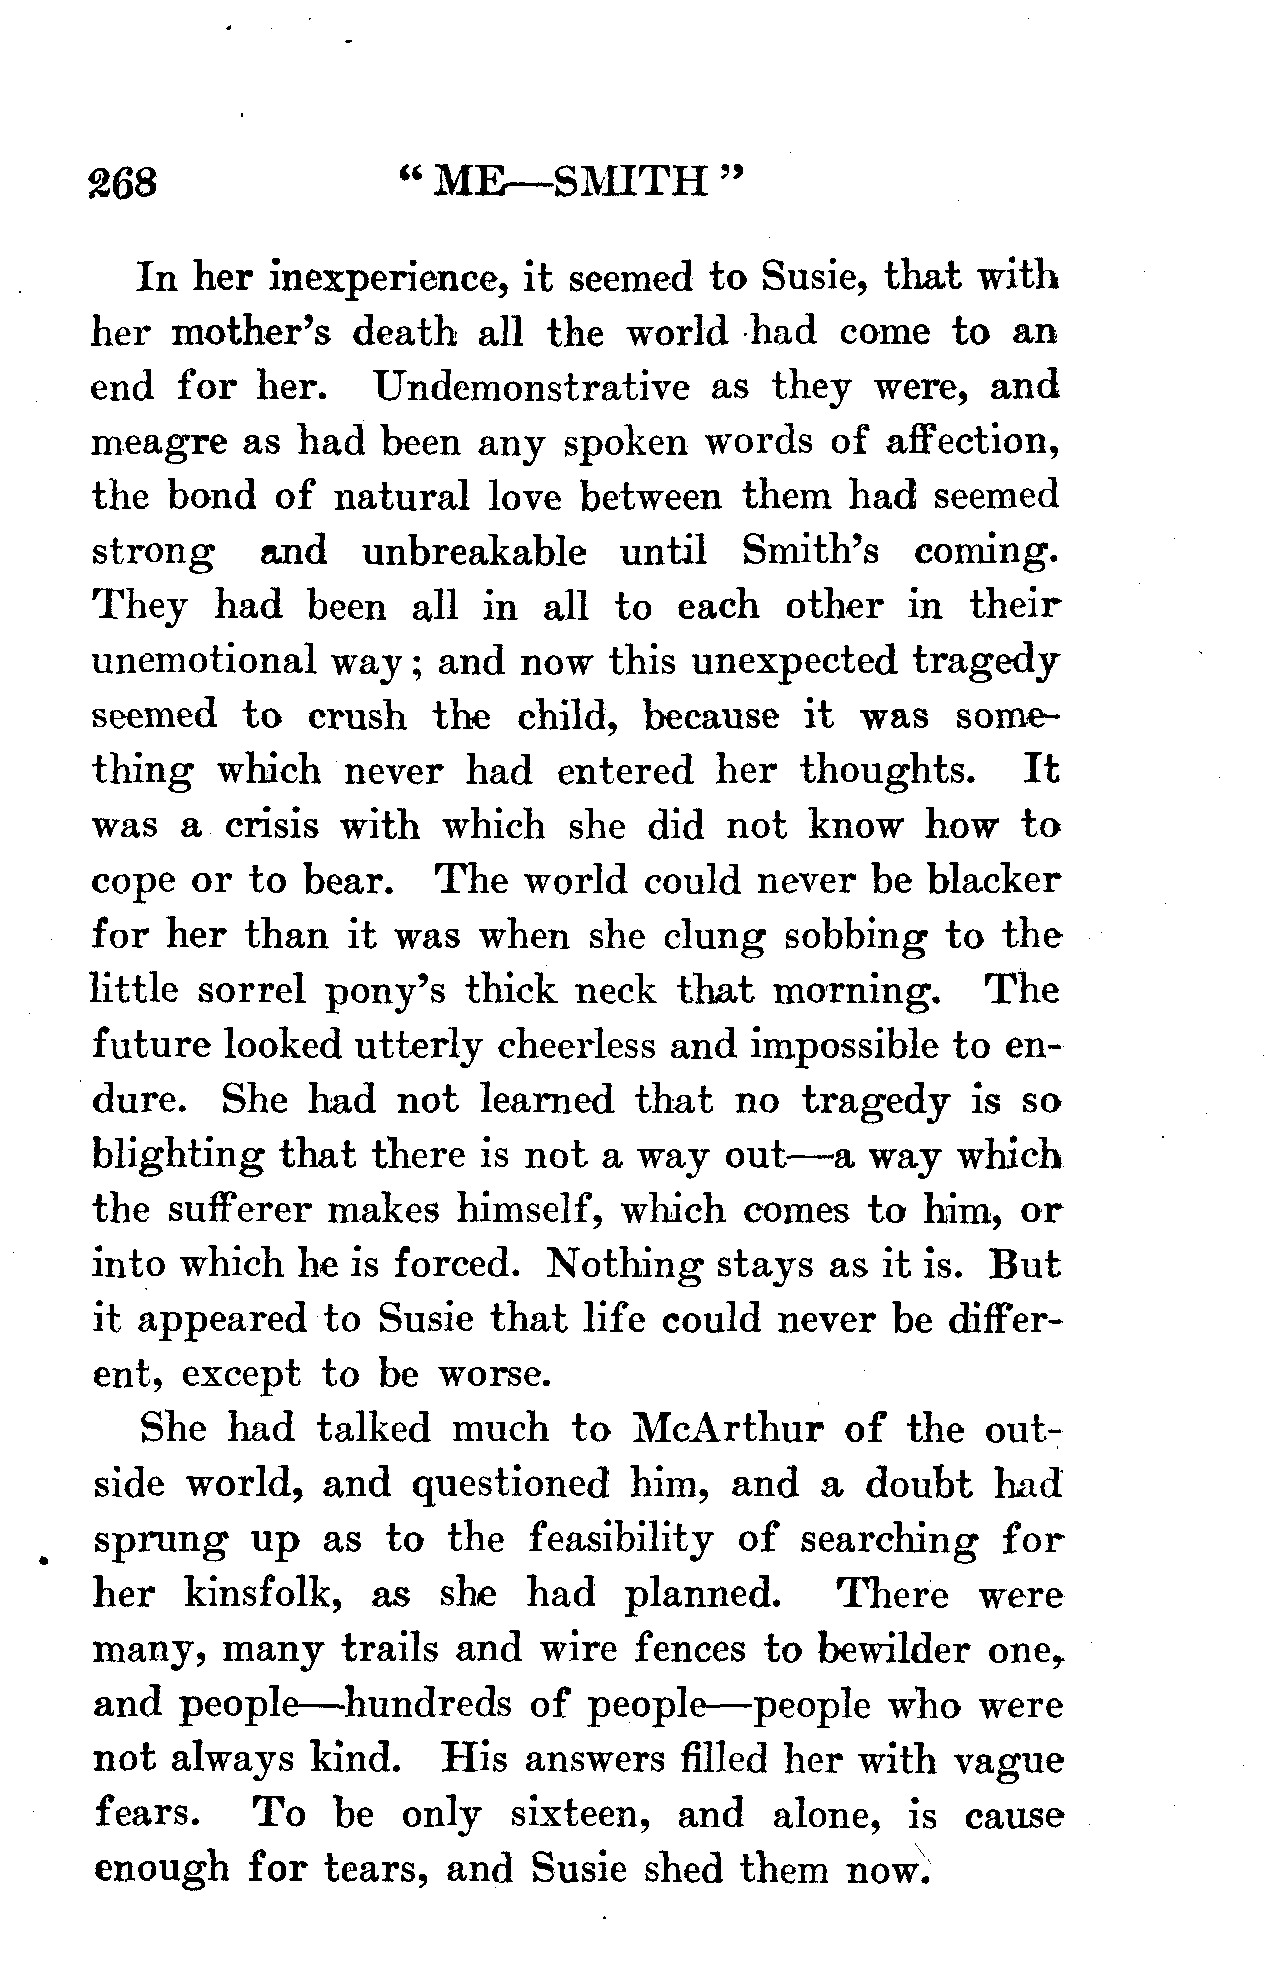 268 “ ME—SMITH ”
In her inexperience, it seemed to Susie, that with
her mother’s death all the world had come to an
end for her. Undemonstrative as they were, and
meagre as had been any spoken words of affection,
the bond of natural love between them had seemed
strong and unbreakable until Smith’s coming.
They had been all in all to each other in their
unemotional way; and now this unexpected tragedy
seemed to crush the child, because it was some-
thing which never had entered her thoughts. It
was a crisis with which she did not know how to
cope or to bear. The world could never be blacker
for her than it was when she clung sobbing to the
little sorrel pony’s thick neck that morning. The
future looked utterly cheerless and impossible to en-
dure. She had not learned that no tragedy is so
blighting that there is not a way out—a way which
the sufferer makes himself, which comes to him, or
into which he is forced. Nothing stays as it is. But
it appeared to Susie that life could never be differ-
ent, except to be worse.
She had talked much to McArthur of the out-
side world, and questioned him, and a doubt had
sprung up as to the feasibility of searching for
her kinsfolk, as she had planned. There were
many, many trails and wire fences to bewilder one,
and people—hundreds of people—people who were
not always kind. His answers filled her with vague
fears. To be only sixteen, and alone, is cause
enough for tears, and Susie shed them now.